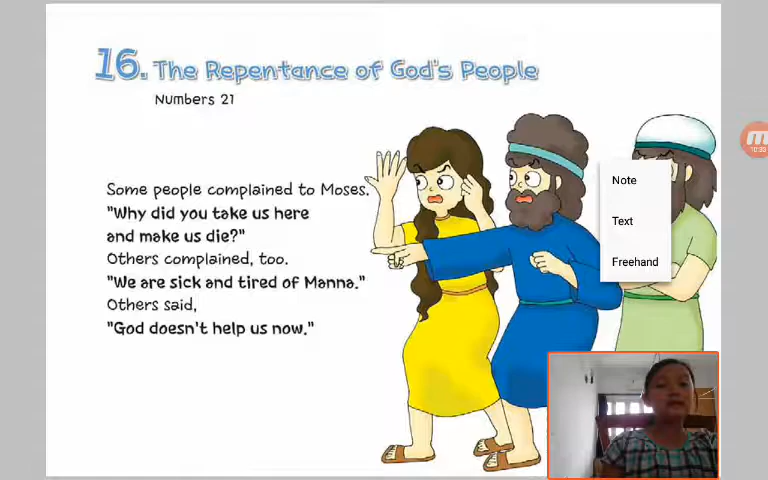 16. The Repentance of God's People
Numbers 21
Some people complained to Moses.
"Why did you take us here
and make us die?"
Others complained, too.
"We are sick and tired of Manna."
Others said,
"God doesn't help us now."
Note
Text
Freehand